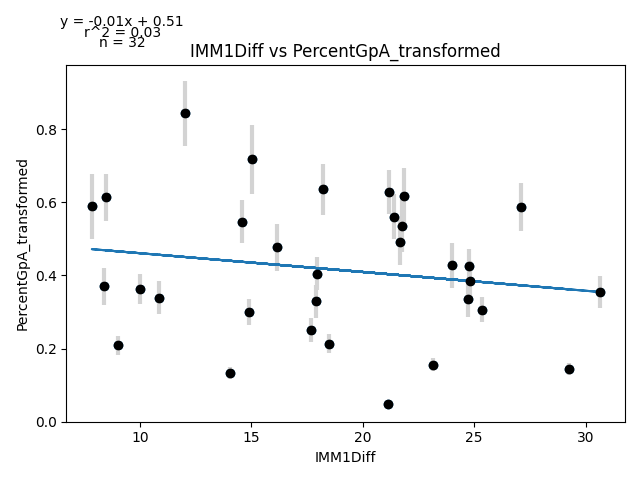 y = -0.01x + 0.51
r^2 = 0.03
n = 32
IMM1Diff vs PercentGpA_transformed
PercentGpA_transformed
0.8
0.6
0.4
0.2
0.0
10
15
20
25
30
IMM1Diff